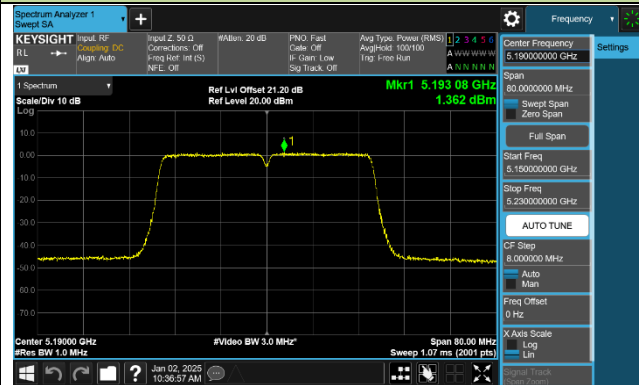 Spectrum Analyzer 1
Swept SA
+
Frequency
KEYSIGHT
RL
LXI
Input: RF
Coupling: DC
Align: Auto
Input Z: 50 Ω
Corrections: Off
Freq Ref: Int (S)
NFE: Off
#Atten: 20 dB
PNO: Fast
Gate: Off
IF Gain: Low
Sig Track: Off
Avg Type: Power (RMS)
Avg|Hold: 100/100
Trig: Free Run
1 2 3 4 5 6
A W W W W W
A N N N N N
1 Spectrum
Scale/Div 10 dB
Log
Ref Lvl Offset 21.20 dB
Ref Level 20.00 dBm
Mkr1 5.193 08 GHz
1.362 dBm
10.0
0.00
-10.0
-20.0
-30.0
-40.0
-50.0
-60.0
-70.0
1
Center 5.19000 GHz
#Res BW 1.0 MHz
#Video BW 3.0 MHz*
Span 80.00 MHz
Sweep 1.07 ms (2001 pts)
Center Frequency
5.190000000 GHz
Settings
Span
80.0000000 MHz
Swept Span
Zero Span
Full Span
Start Freq
5.150000000 GHz
Stop Freq
5.230000000 GHz
AUTO TUNE
CF Step
8.000000 MHz
Auto
Man
Freq Offset
0 Hz
X Axis Scale
Log
Lin
Signal Track
(Span Zoom)
?
Jan 02, 2025
10:36:57 AM